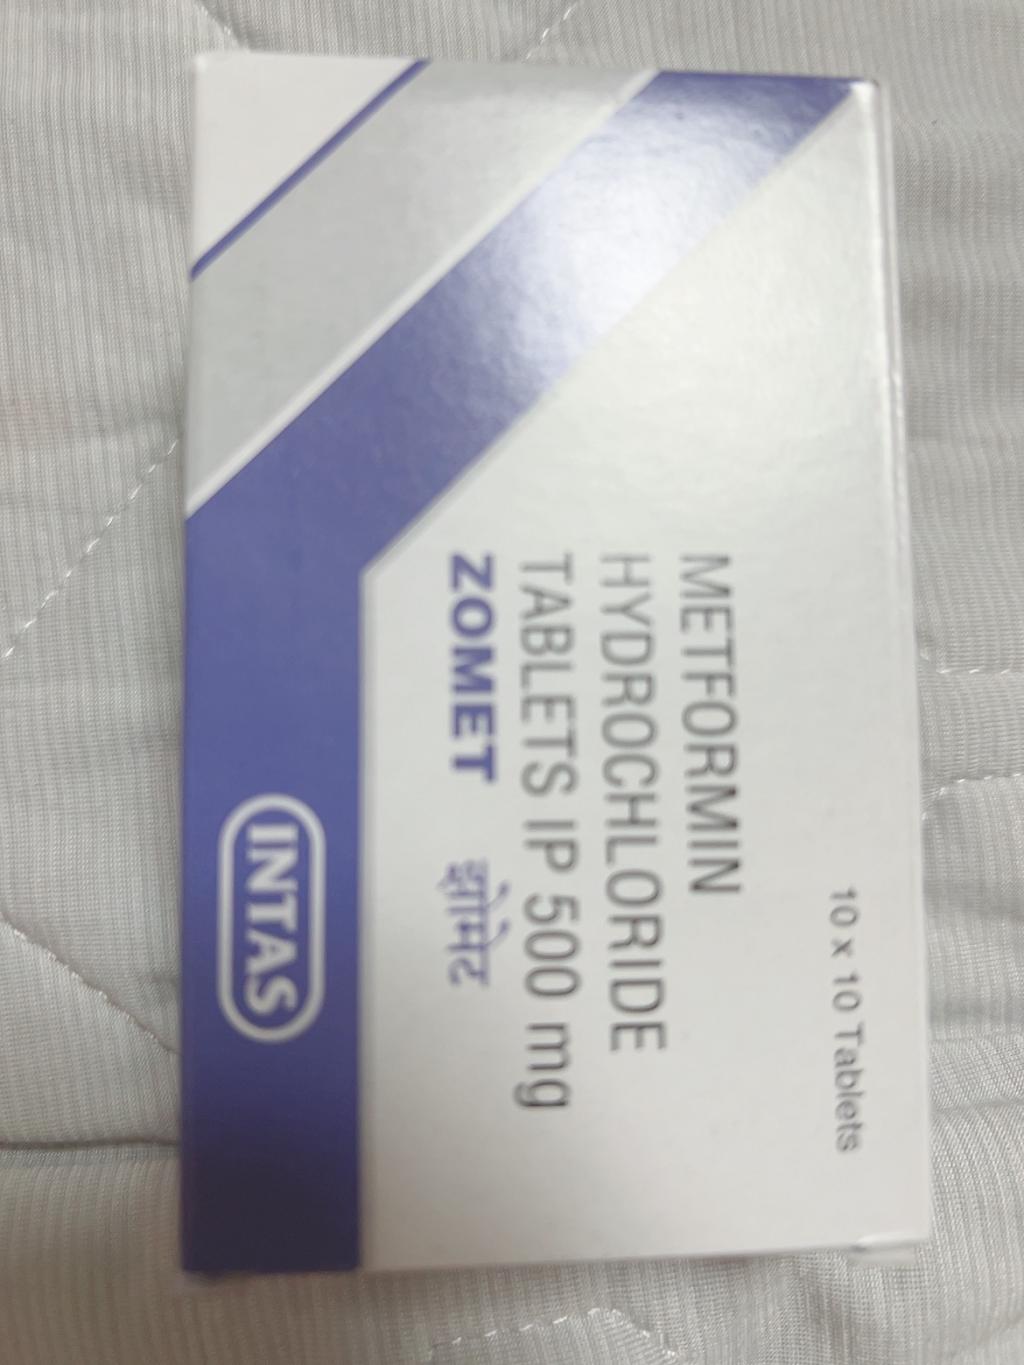 10 x 10 Tablets
METFORMIN
HYDROCHLORIDE
TABLETS IP 500 mg
ZOMET झोमेट
INTAS